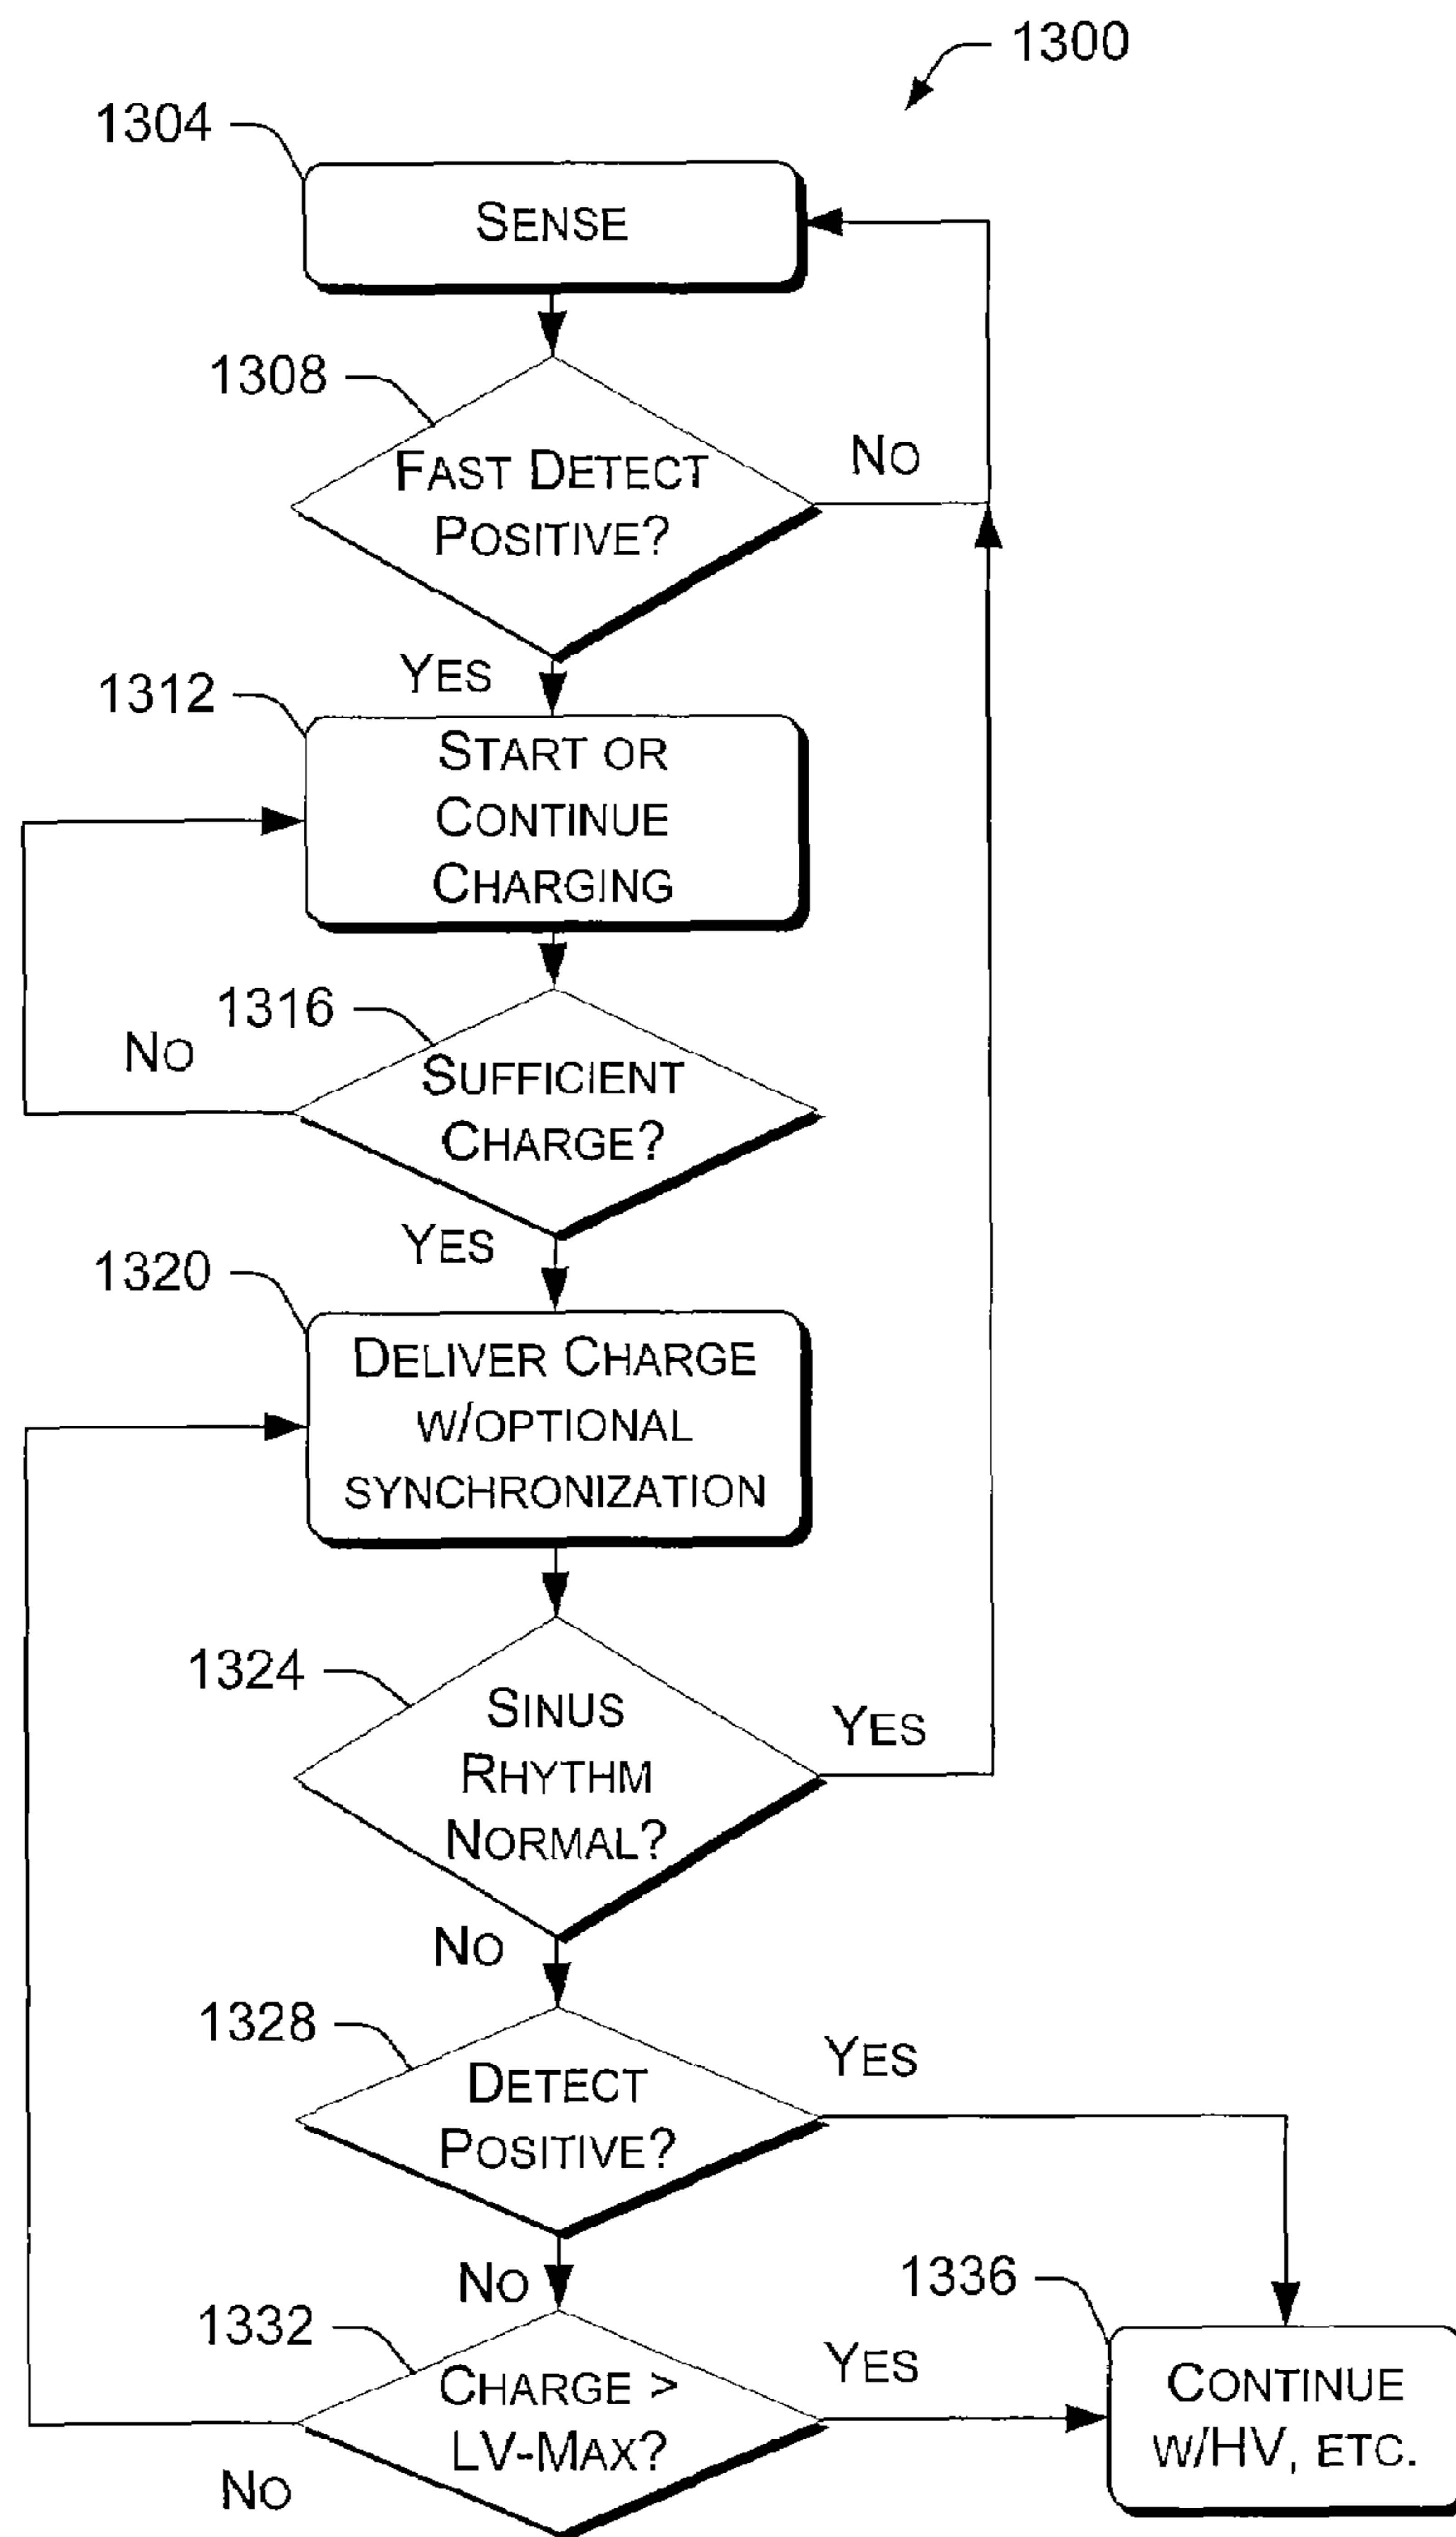 1300
1304
SENSE
1308
FAST DETECT
POSITIVE?
NO
YES
1312
START OR
CONTINUE
CHARGING
1316
NO
SUFFICIENT
CHARGE?
YES
1320
DELIVER CHARGE
W/OPTIONAL
SYNCHRONIZATION
1324
SINUS
RHYTHM
NORMAL?
YES
NO
1328
DETECT
POSITIVE?
YES
NO
1332
CHARGE >
LV-MAX?
YES
NO
1336
CONTINUE
W/HV, ETC.